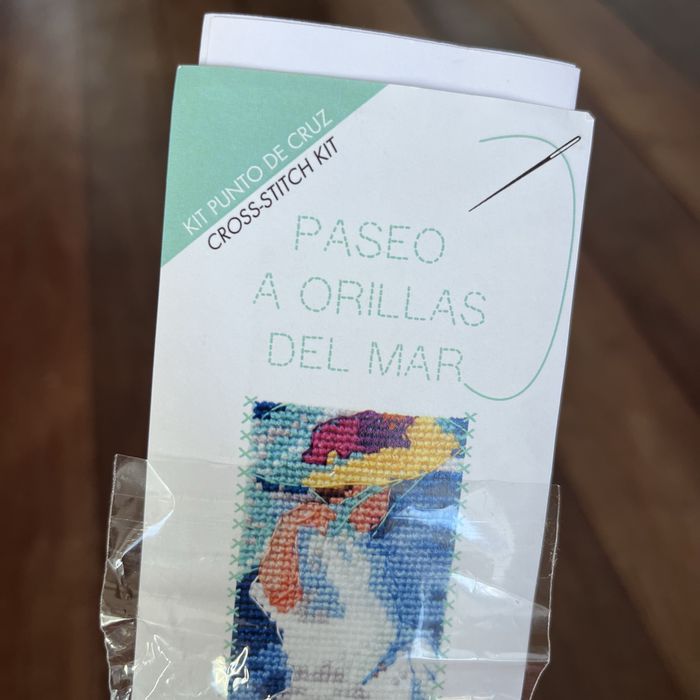 KIT PUNTO DE CRUZ
CROSS-STITCH KIT
PASEO
A ORILLAS
DEL MAR